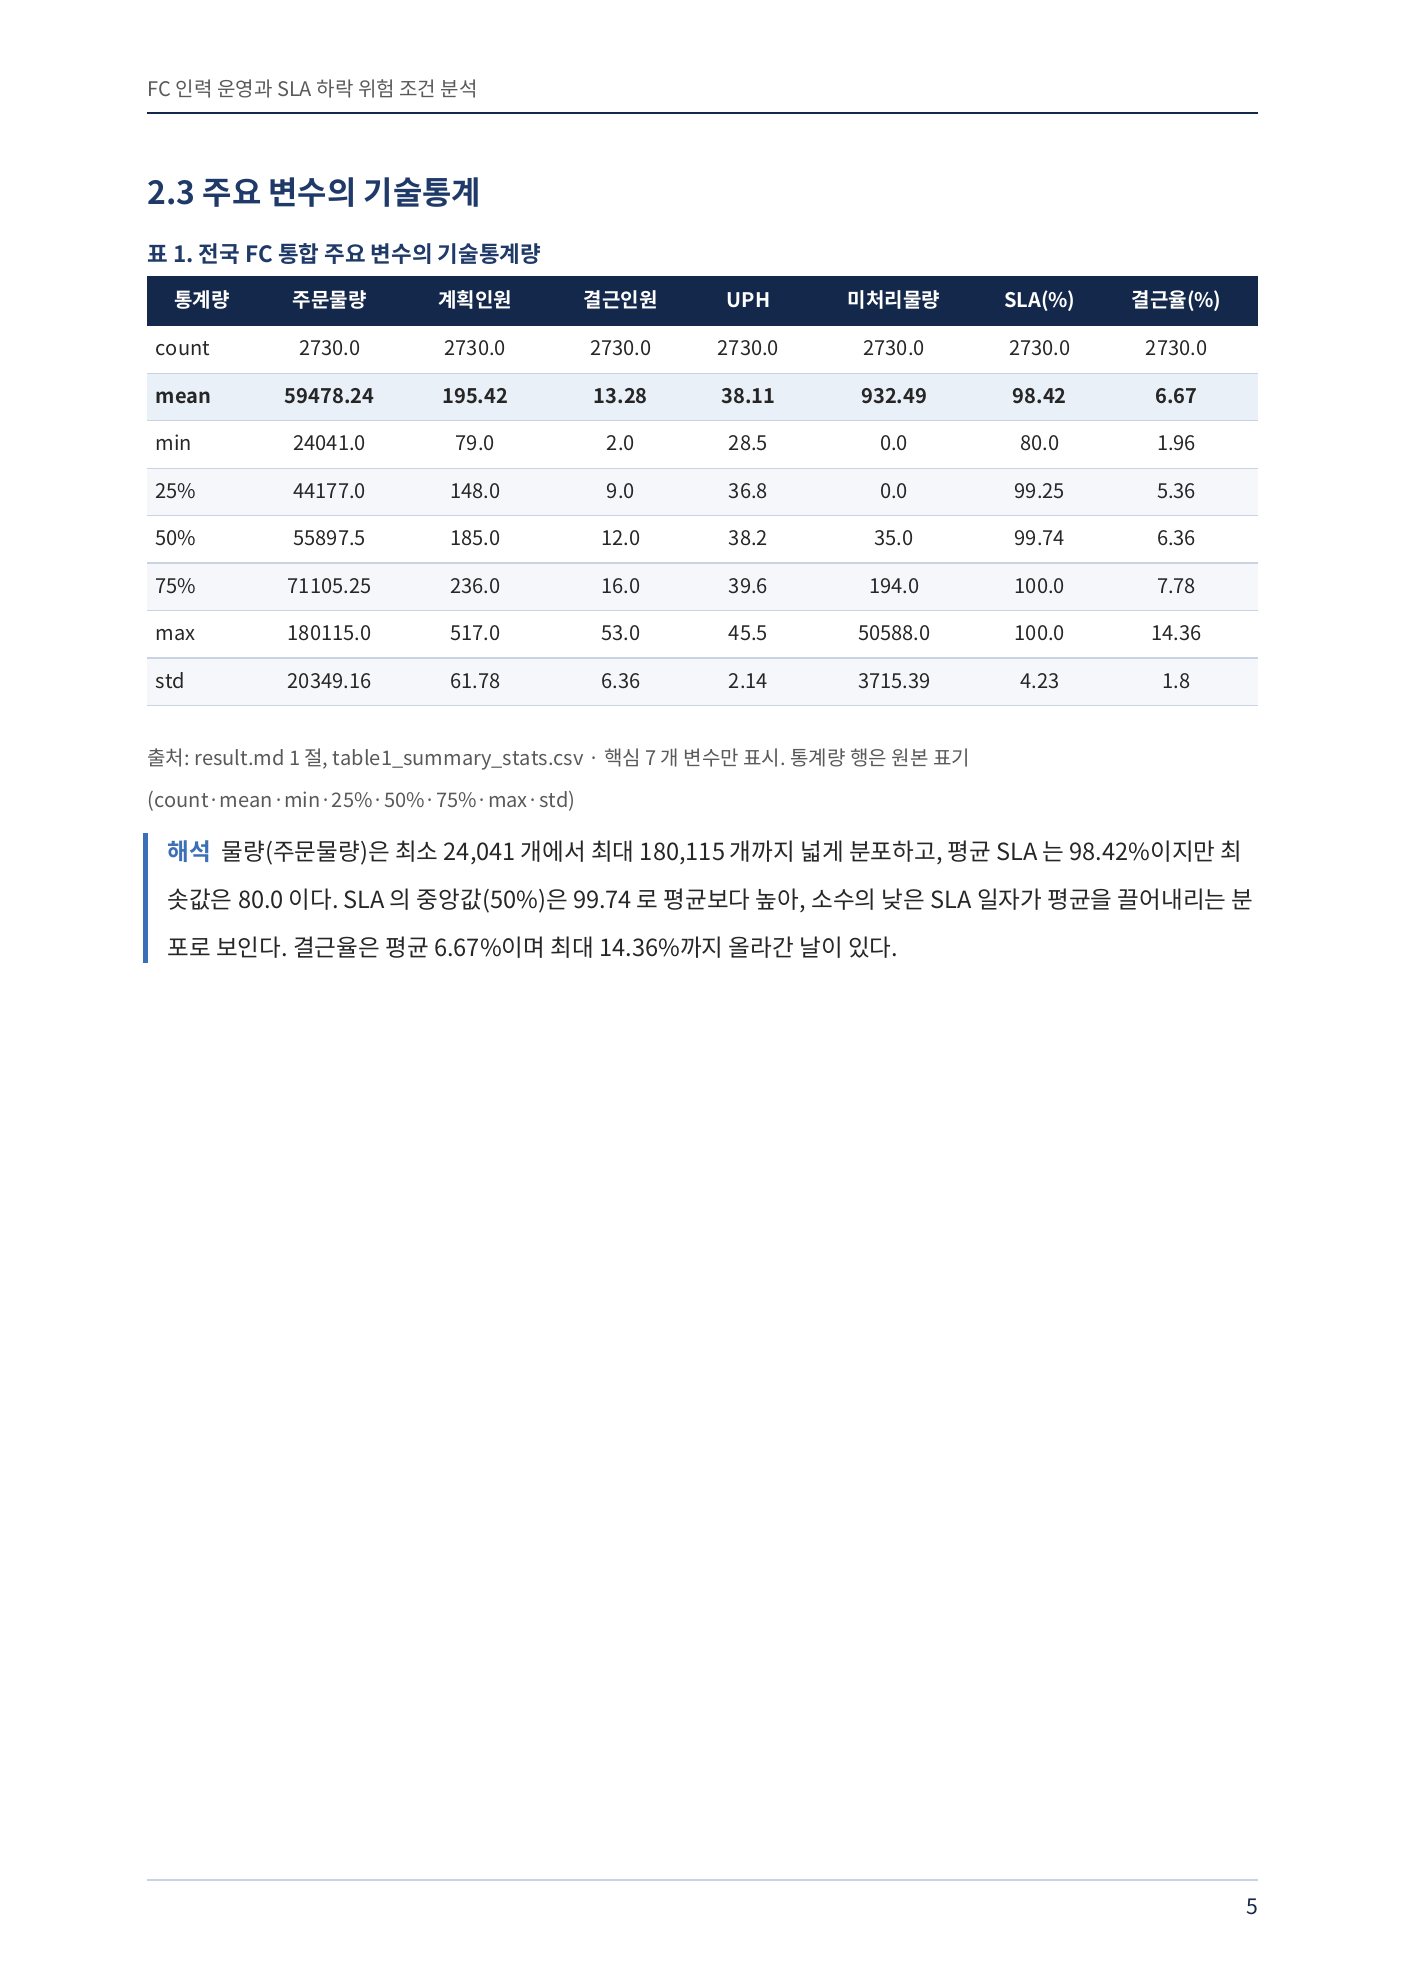 FC 인력 운영과 SLA 하락 위험 조건 분석
2.3 주요 변수의 기술통계
표 1. 전국 FC 통합 주요 변수의 기술통계량
통계량 주문물량 계획인원 결근인원 UPH 미처리물량 SLA(%) 결근율(%)
count 2730.0 2730.0 2730.0 2730.0 2730.0 2730.0 2730.0
mean 59478.24 195.42 13.28 38.11 932.49 98.42 6.67
min 24041.0 79.0 2.0 28.5 0.0 80.0 1.96
25% 44177.0 148.0 9.0 36.8 0.0 99.25 5.36
50% 55897.5 185.0 12.0 38.2 35.0 99.74 6.36
75% 71105.25 236.0 16.0 39.6 194.0 100.0 7.78
max 180115.0 517.0 53.0 45.5 50588.0 100.0 14.36
std 20349.16 61.78 6.36 2.14 3715.39 4.23 1.8
출처: result.md 1 절, table1_summary_stats.csv · 핵심 7 개 변수만 표시. 통계량 행은 원본 표기
(count·mean·min·25%·50%·75%·max·std)
해석 물량(주문물량)은 최소 24,041 개에서 최대 180,115 개까지 넓게 분포하고, 평균 SLA 는 98.42%이지만 최
솟값은 80.0 이다. SLA 의 중앙값(50%)은 99.74 로 평균보다 높아, 소수의 낮은 SLA 일자가 평균을 끌어내리는 분
포로 보인다. 결근율은 평균 6.67%이며 최대 14.36%까지 올라간 날이 있다.
5